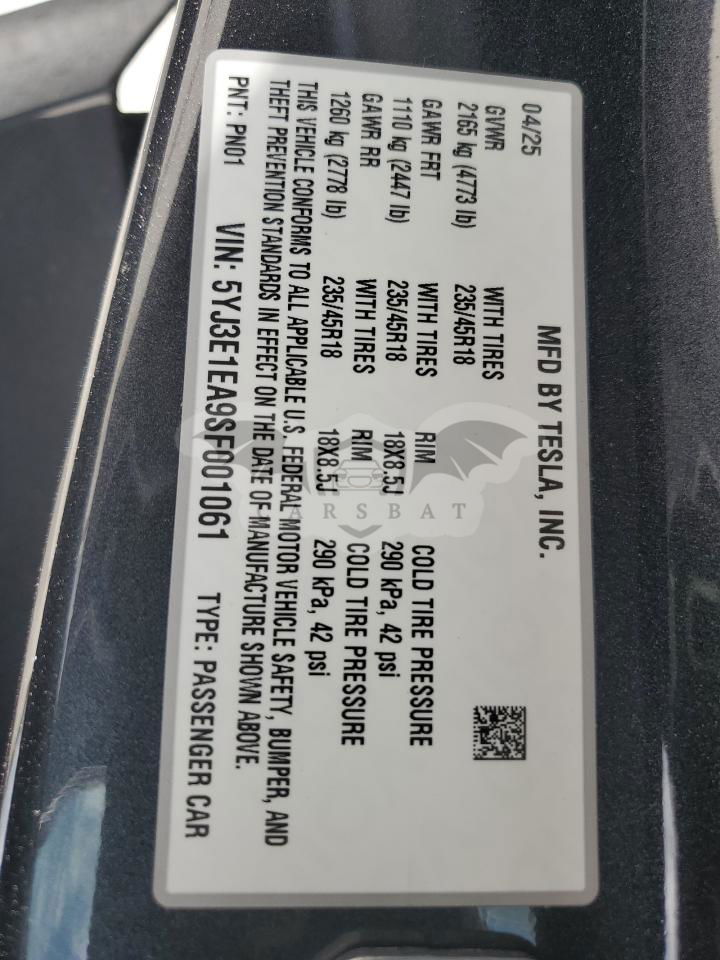 MFD BY TESLA, INC.
04/25
GVWR WITH TIRES
2165 kg (4773 lb) 235/45R18
GAWR FRT WITH TIRES RIM COLD TIRE PRESSURE
1110 kg (2447 lb) 235/45R18 18X8.5J 290 kPa, 42 psi
GAWR RR WITH TIRES RIM COLD TIRE PRESSURE
1260 kg (2778 lb) 235/45R18 18X8.5J 290 kPa, 42 psi
THIS VEHICLE CONFORMS TO ALL APPLICABLE U.S. FEDERAL MOTOR VEHICLE SAFETY, BUMPER, AND
THEFT PREVENTION STANDARDS IN EFFECT ON THE DATE OF MANUFACTURE SHOWN ABOVE.
PNT: PN01 VIN: 5YJ3E1EA9SF001061 TYPE: PASSENGER CAR
CARSBAT